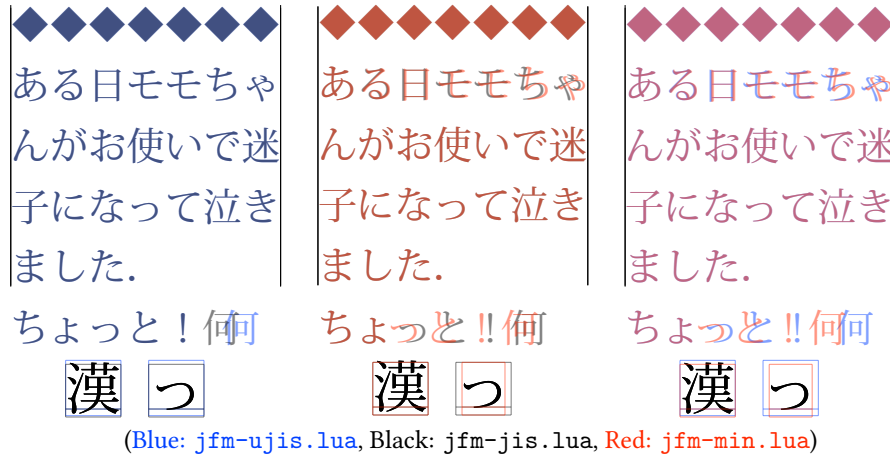 ◆◆◆◆◆◆◆
ある日モモちゃ
んがお使いで迷
子になって泣き
ました.
ちょっと！何
漢 っ
◆◆◆◆◆◆◆
ある日モモちゃ
んがお使いで迷
子になって泣き
ました.
ちょっと！何
漢 っ
◆◆◆◆◆◆◆
ある日モモちゃ
んがお使いで迷
子になって泣き
ました.
ちょっと！何
漢 っ
(Blue: jfm-ujis.lua, Black: jfm-jis.lua, Red: jfm-min.lua)